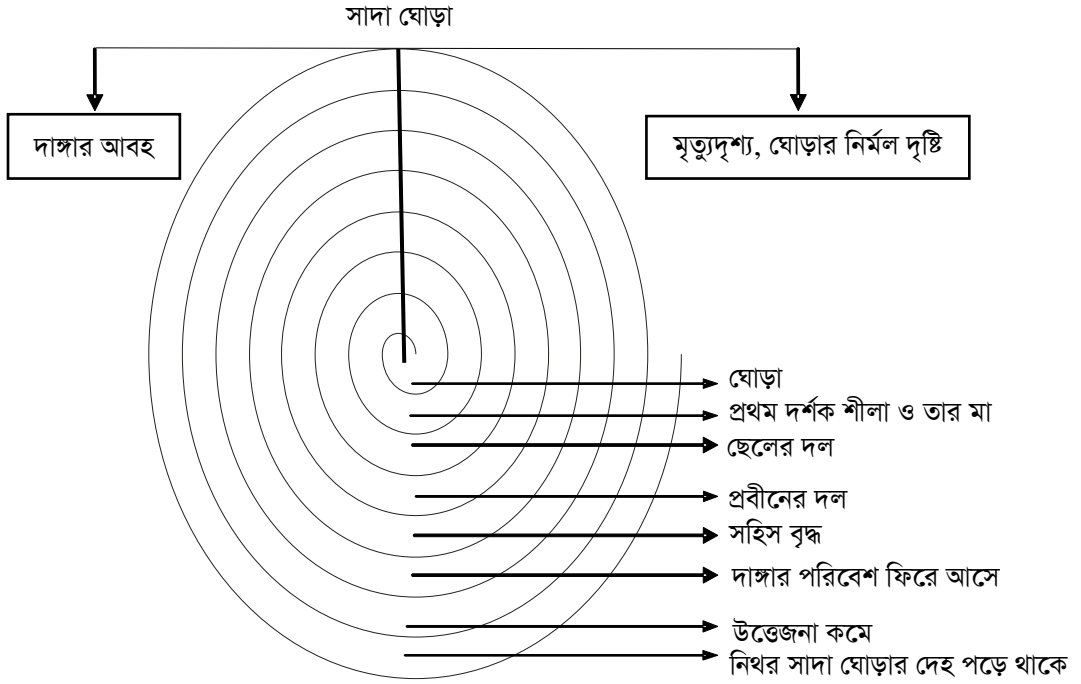 সাদা ঘোড়া
দাঙ্গার আবহ
মৃত্যুদৃশ্য, ঘোড়ার নির্মল দৃষ্টি
ঘোড়া
প্রথম দর্শক শীলা ও তার মা
ছেলের দল
প্রবীনের দল
সহিস বৃদ্ধ
দাঙ্গার পরিবেশ ফিরে আসে
উত্তেজনা কমে
নিথর সাদা ঘোড়ার দেহ পড়ে থাকে